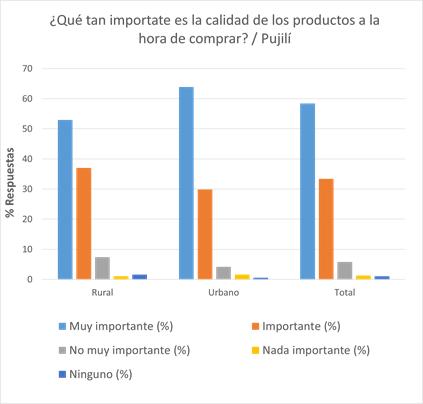 ¿Qué tan importate es la calidad de los productos a la
hora de comprar? / Pujilí
70
60
50
40
30
20
10
0
% Respuestas
Rural Urbano Total
Muy importante (%) Importante (%)
No muy importante (%) Nada importante (%)
Ninguno (%)